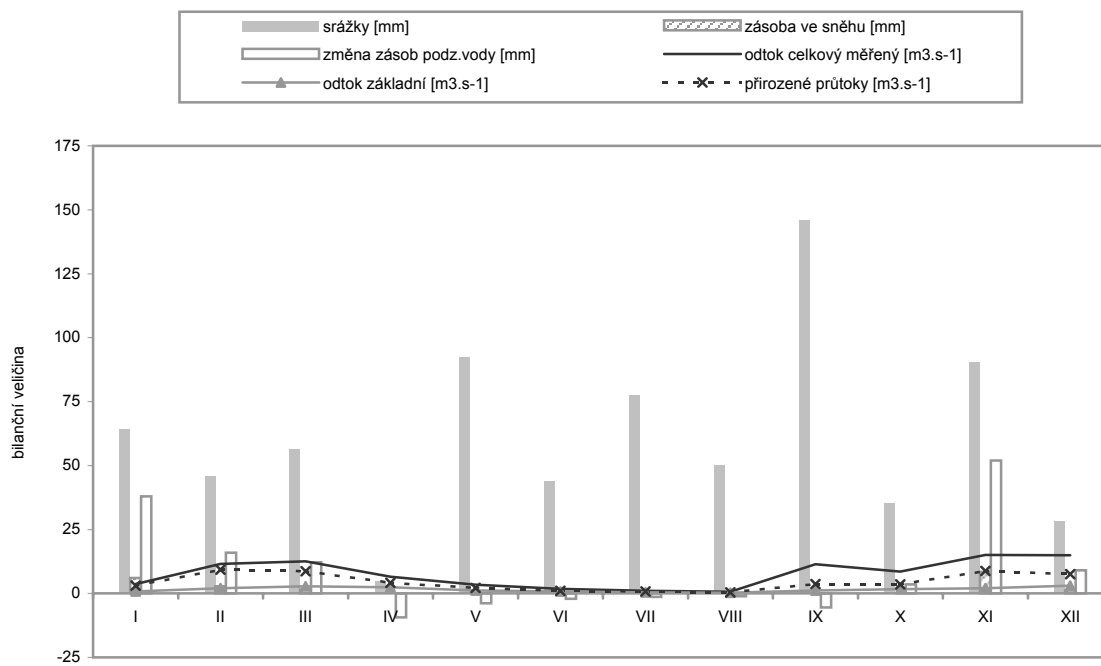 srážky [mm]
zásoba ve sněhu [mm]
změna zásob podz.vody [mm]
odtok celkový měřený [m3.s-1]
odtok základní [m3.s-1]
přirozené průtoky [m3.s-1]
175
150
125
100
75
50
25
0
-25
bilanční veličina
I II III IV V VI VII VIII IX X XI XII